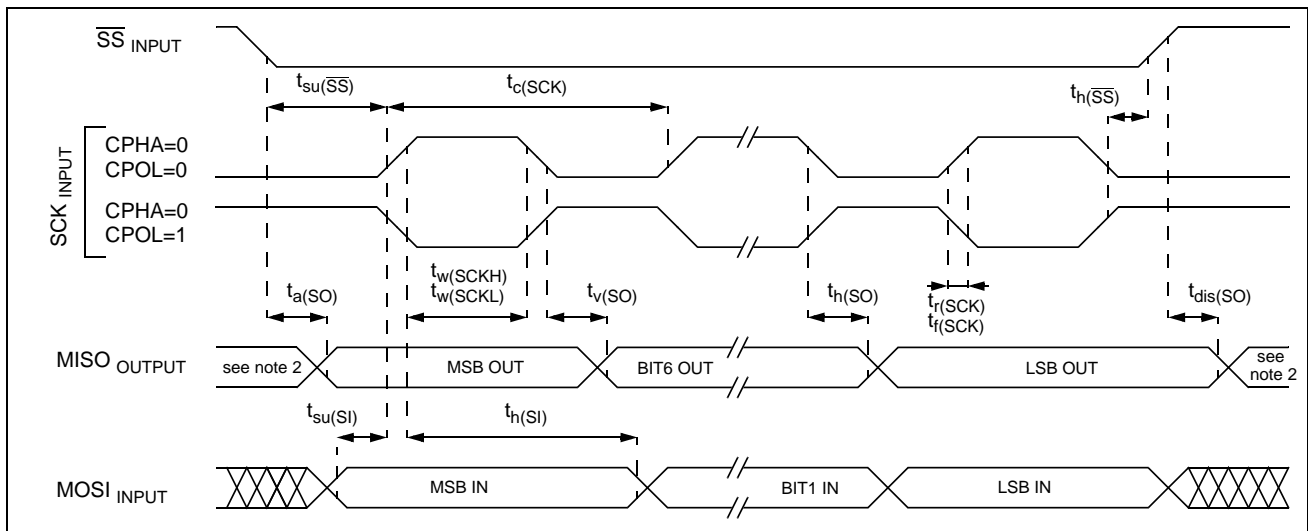 SS INPUT
tsu(SS)
tc(SCK)
th(SS)
SCK INPUT
CPHA=0
CPOL=0
CPHA=0
CPOL=1
ta(SO)
tw(SCKH)
tw(SCKL)
tv(SO)
th(SO)
tr(SCK)
tf(SCK)
tdis(SO)
MISO OUTPUT
see note 2
MSB OUT
BIT6 OUT
LSB OUT
see
note 2
tsu(SI)
th(SI)
MOSI INPUT
MSB IN
BIT1 IN
LSB IN